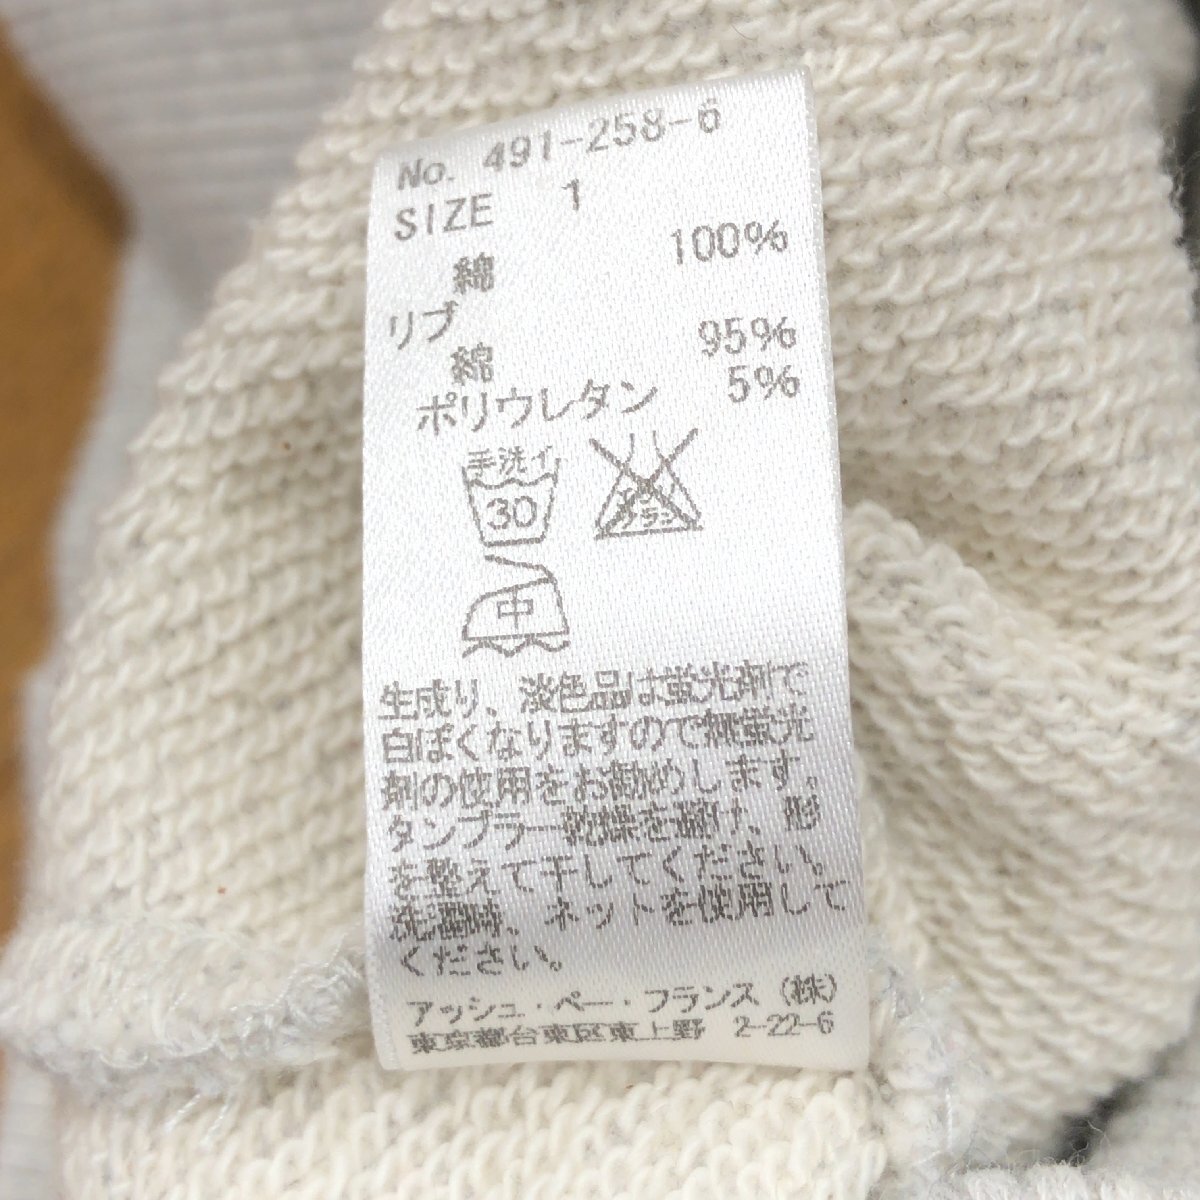 No. 491-258-6
SIZE 1
綿 100%
リブ
綿 95%
ポリウレタン 5%
手洗イ
30
エンソ
サラシ
中
生成り、淡色品は蛍光剤で
白ぽくなりますので無蛍光
剤の使用をお勧めします。
タンブラー乾燥を避け、形
を整えて干してください。
洗濯時、ネットを使用して
ください。
アッシュ・ペー・フランス(株)
東京都台東区東上野 2-22-6